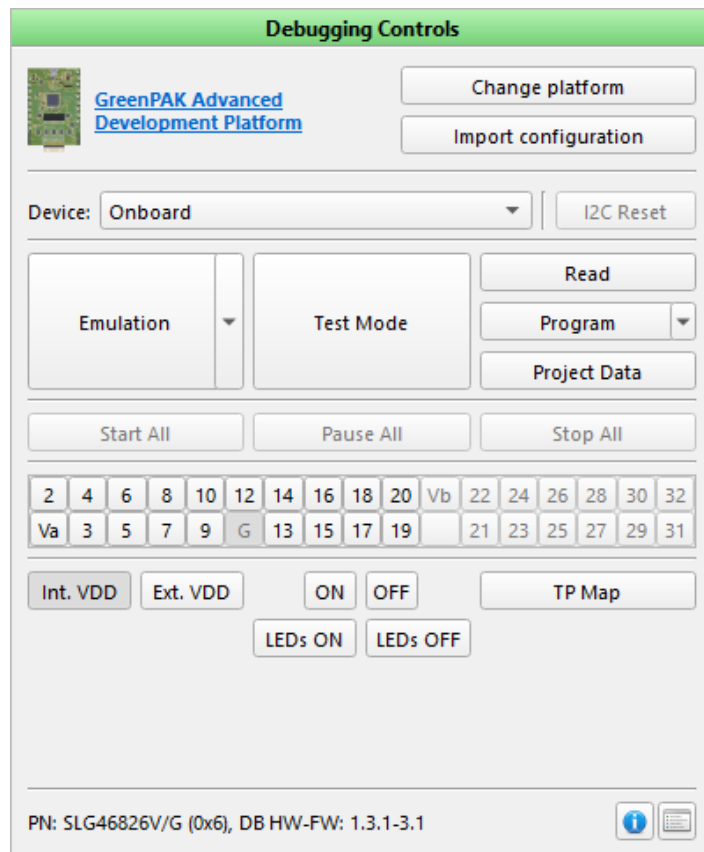 Debugging Controls
GreenPAK Advanced
Development Platform
Change platform
Import configuration
Device: Onboard I2C Reset
Emulation Test Mode Read
Program
Project Data
Start All Pause All Stop All
2 4 6 8 10 12 14 16 18 20 Vb 22 24 26 28 30 32
Va 3 5 7 9 G 13 15 17 19 21 23 25 27 29 31
Int. VDD Ext. VDD ON OFF TP Map
LEDs ON LEDs OFF
PN: SLG46826V/G (0x6), DB HW-FW: 1.3.1-3.1